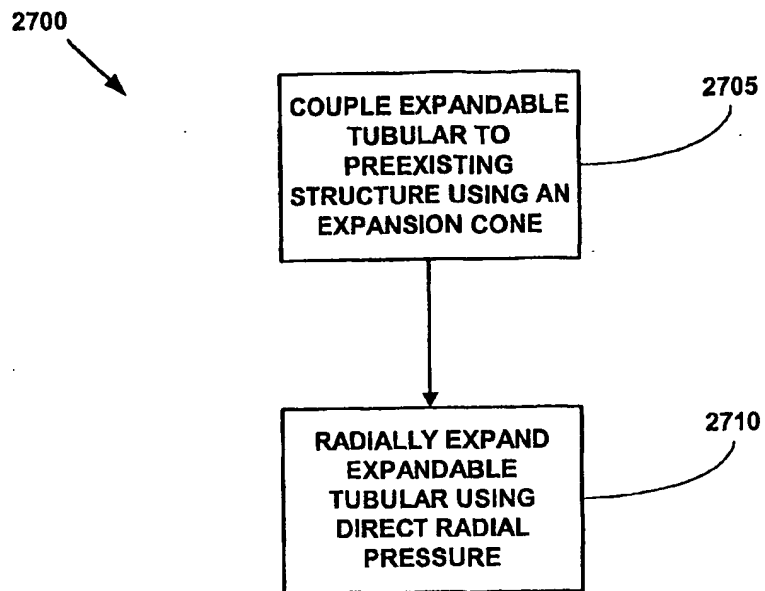 2700
COUPLE EXPANDABLE
TUBULAR TO
PREEXISTING
STRUCTURE USING AN
EXPANSION CONE
2705
RADIALLY EXPAND
EXPANDABLE
TUBULAR USING
DIRECT RADIAL
PRESSURE
2710